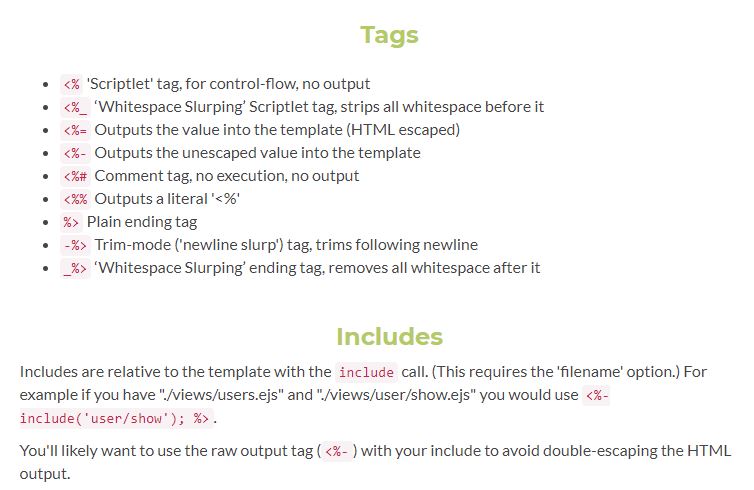 Tags
<% 'Scriptlet' tag, for control-flow, no output
<%_ ‘Whitespace Slurping’ Scriptlet tag, strips all whitespace before it
<%= Outputs the value into the template (HTML escaped)
<%- Outputs the unescaped value into the template
<%# Comment tag, no execution, no output
<%% Outputs a literal '<%'
%> Plain ending tag
-%> Trim-mode ('newline slurp') tag, trims following newline
_%> ‘Whitespace Slurping’ ending tag, removes all whitespace after it
Includes
Includes are relative to the template with the include call. (This requires the 'filename' option.) For
example if you have "./views/users.ejs" and "./views/user/show.ejs" you would use <%-
include('user/show'); %>.
You'll likely want to use the raw output tag (<%-) with your include to avoid double-escaping the HTML
output.